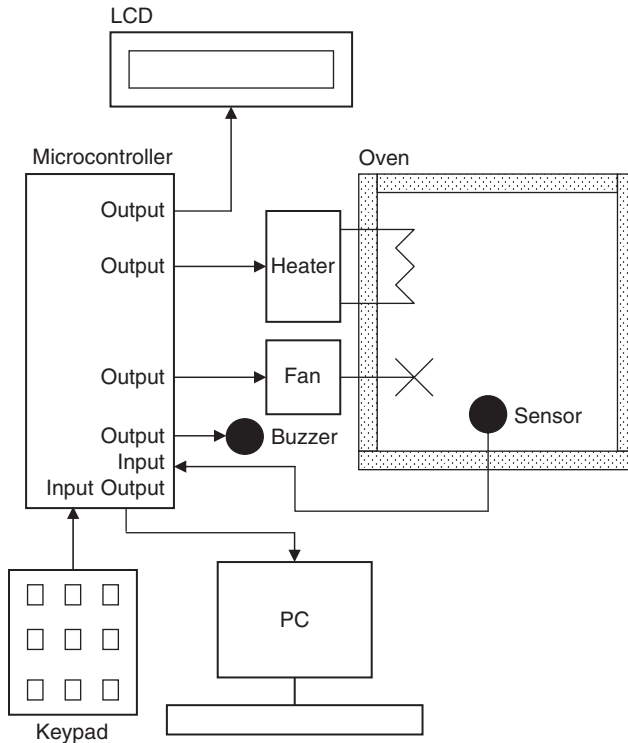 LCD
Microcontroller
Oven
Output
Output
Heater
Output
Fan
Sensor
Output
Buzzer
Input
Input Output
PC
Keypad